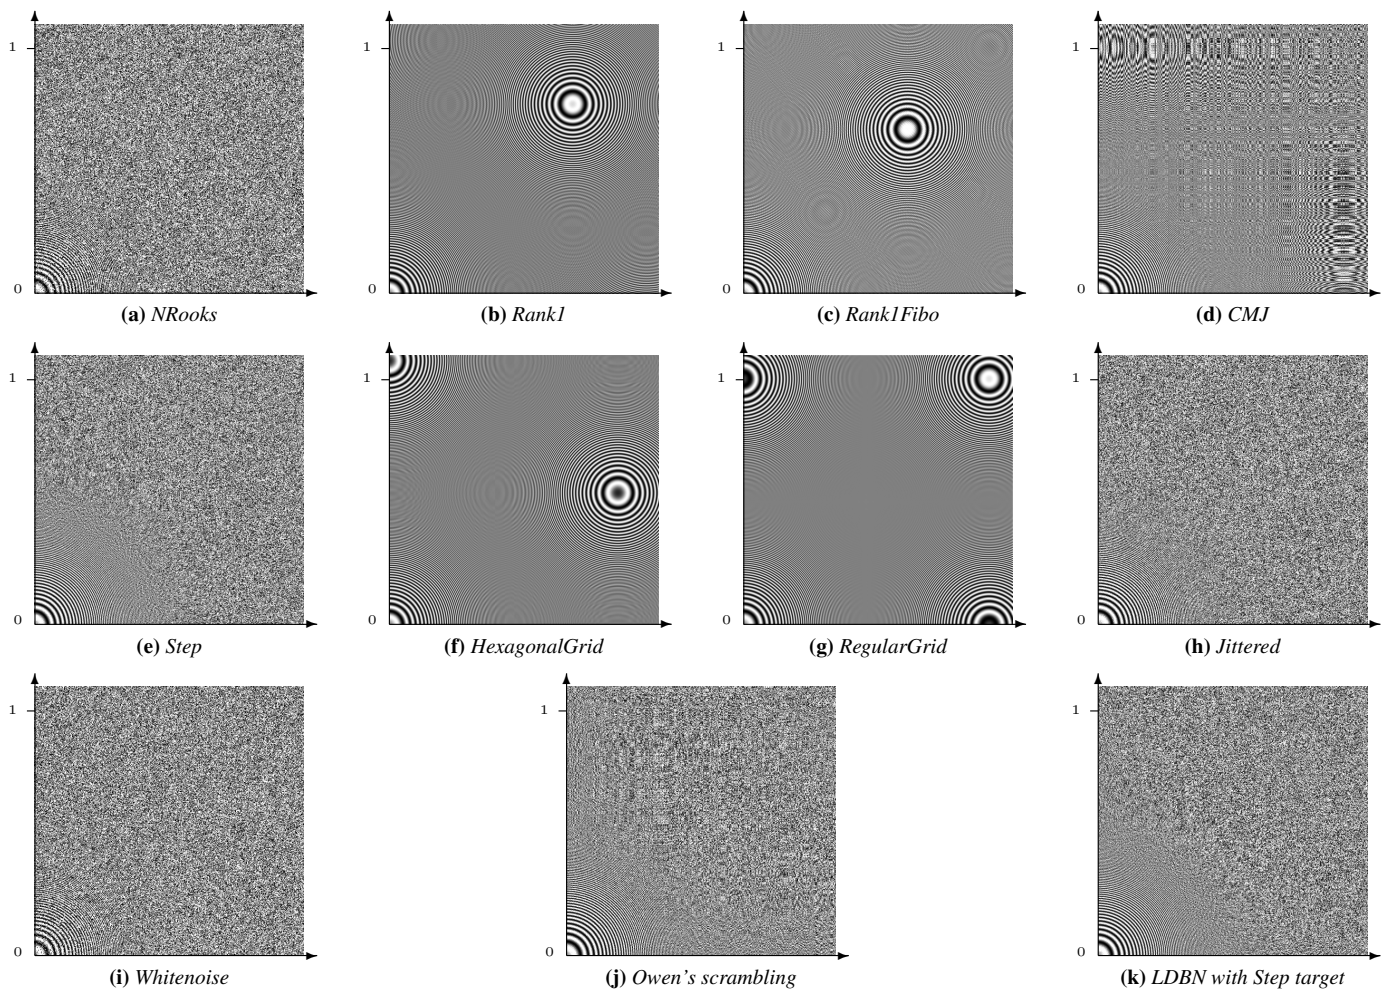 1
0
(a) NRooks
1
0
(b) Rank1
1
0
(c) Rank1Fibo
1
0
(d) CMJ
1
0
(e) Step
1
0
(f) HexagonalGrid
1
0
(g) RegularGrid
1
0
(h) Jittered
1
0
(i) Whitenoise
1
0
(j) Owen's scrambling
1
0
(k) LDBN with Step target